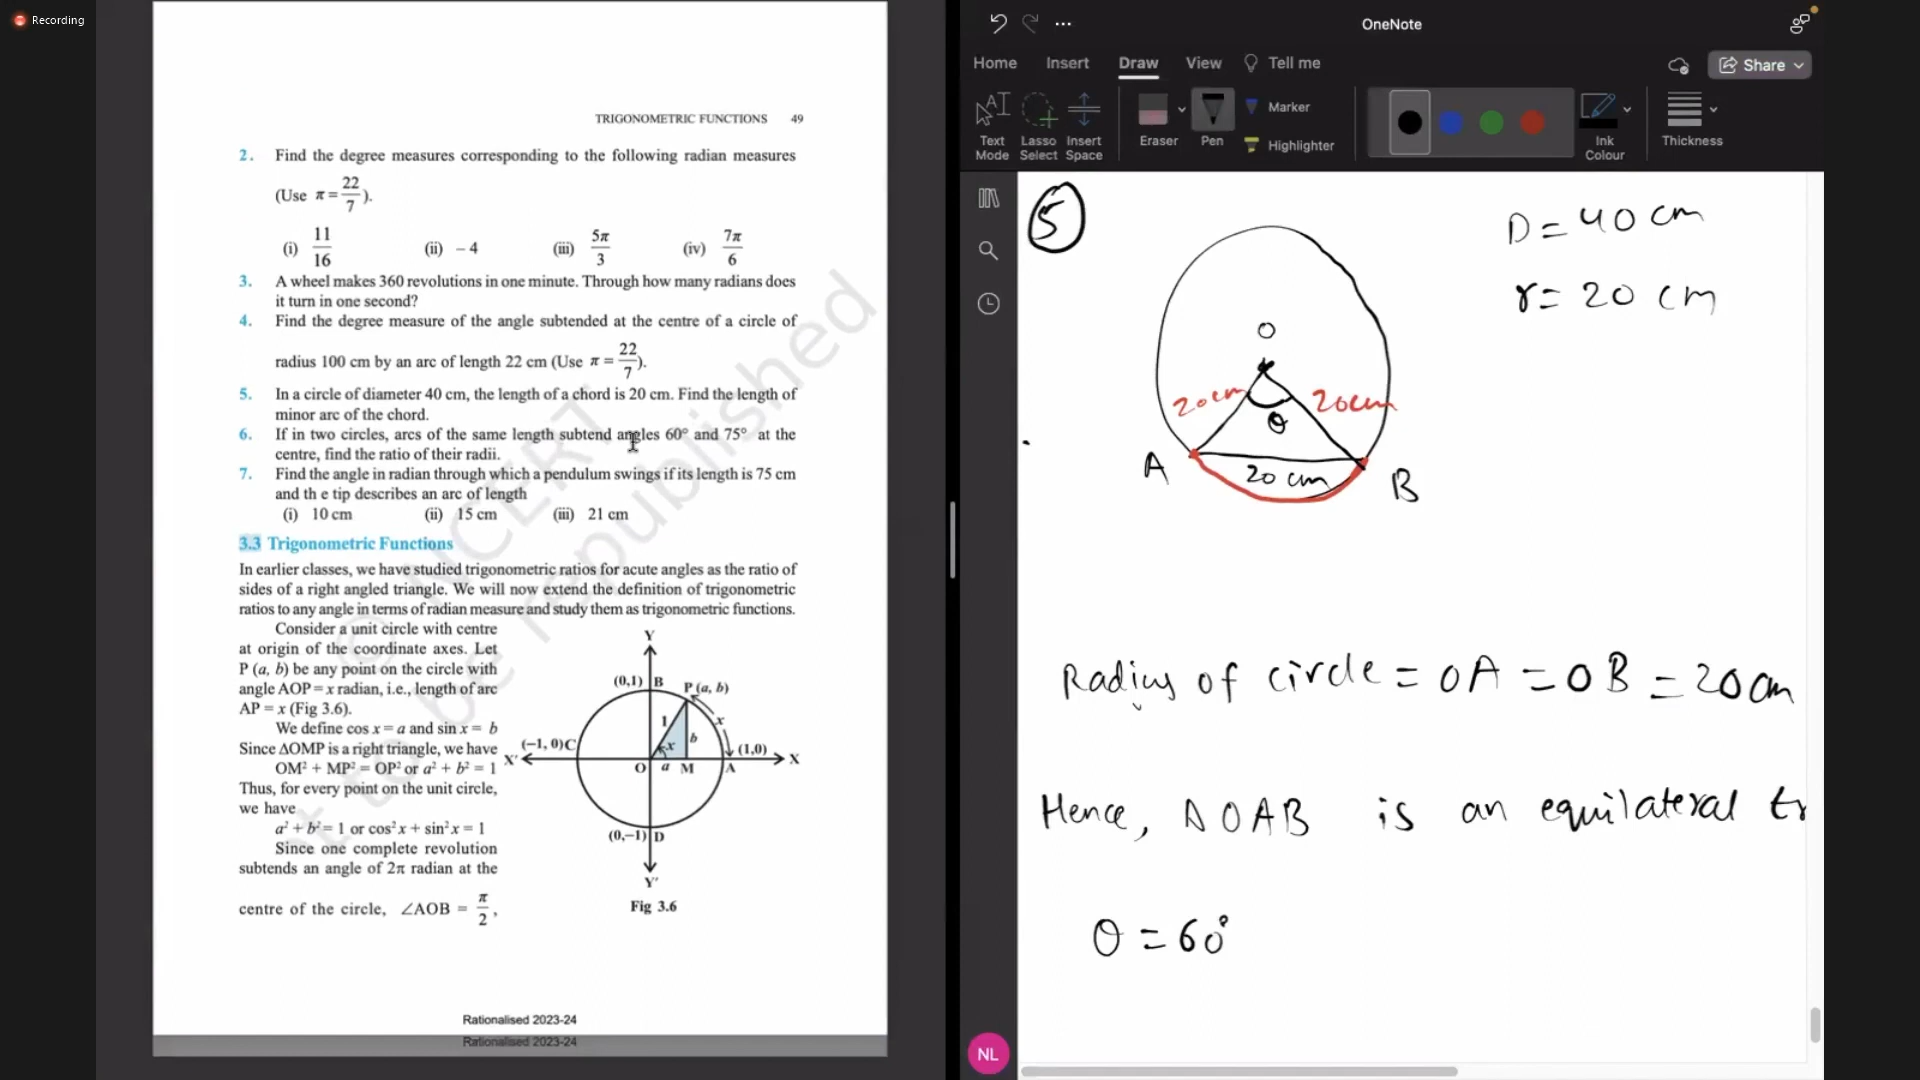 Recording
TRIGONOMETRIC FUNCTIONS 49
2. Find the degree measures corresponding to the following radian measures
(Use π = 22/7).
(i) 11/16 (ii) – 4 (iii) 5π/3 (iv) 7π/6
3. A wheel makes 360 revolutions in one minute. Through how many radians does
it turn in one second?
4. Find the degree measure of the angle subtended at the centre of a circle of
radius 100 cm by an arc of length 22 cm (Use π = 22/7).
5. In a circle of diameter 40 cm, the length of a chord is 20 cm. Find the length of
minor arc of the chord.
6. If in two circles, arcs of the same length subtend angles 60° and 75° at the
centre, find the ratio of their radii.
7. Find the angle in radian through which a pendulum swings if its length is 75 cm
and th e tip describes an arc of length
(i) 10 cm (ii) 15 cm (iii) 21 cm
3.3 Trigonometric Functions
In earlier classes, we have studied trigonometric ratios for acute angles as the ratio of
sides of a right angled triangle. We will now extend the definition of trigonometric
ratios to any angle in terms of radian measure and study them as trigonometric functions.
Consider a unit circle with centre
at origin of the coordinate axes. Let
P (a, b) be any point on the circle with
angle AOP = x radian, i.e., length of arc
AP = x (Fig 3.6).
We define cos x = a and sin x = b
Since ΔOMP is a right triangle, we have
OM² + MP² = OP² or a² + b² = 1
Thus, for every point on the unit circle,
we have
a² + b² = 1 or cos² x + sin² x = 1
Since one complete revolution
subtends an angle of 2π radian at the
centre of the circle, ∠AOB = π/2,
Y
(0,1) B
P (a, b)
1
x
x
b
(–1, 0)C
(1,0)
X′
X
O a M A
(0,–1) D
Y′
Fig 3.6
© NCERT
not to be republished
Rationalised 2023-24
Rationalised 2023-24
OneNote
Home Insert Draw View Tell me
Share
Text Mode
Lasso Select
Insert Space
Eraser
Pen
Marker
Highlighter
Ink Colour
Thickness
5
D = 40 cm
r = 20 cm
O
20cm 20cm
θ
A 20 cm B
Radius of circle = OA = OB = 20cm
Hence, ΔOAB is an equilateral tr
θ = 60°
NL